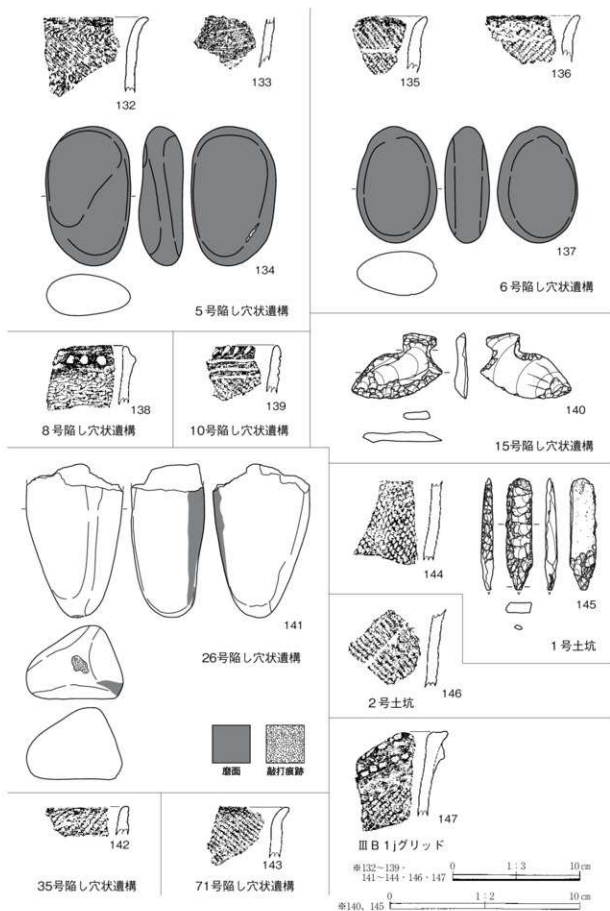 132
133
134
5号陥し穴状遺構
135
136
137
6号陥し穴状遺構
138
8号陥し穴状遺構
139
10号陥し穴状遺構
140
15号陥し穴状遺構
141
26号陥し穴状遺構
磨面
敲打痕跡
144
145
1号土坑
146
2号土坑
142
35号陥し穴状遺構
143
71号陥し穴状遺構
147
ⅢB1jグリッド
※132～139・
141～144・146・147
0 1:3 10㎝
※140、145 0 1:2 10㎝